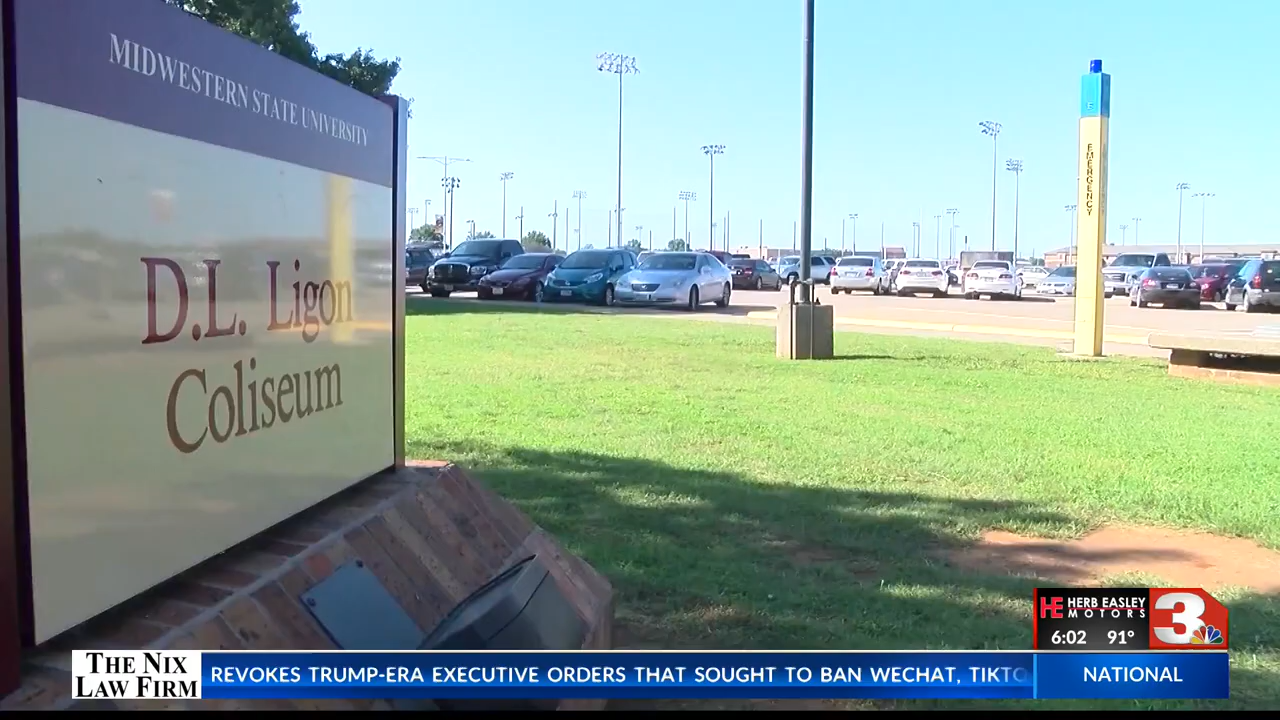 MIDWESTERN STATE UNIVERSITY
D.L. Ligon
Coliseum
E
EMERGENCY
HE HERB EASLEY
MOTORS
6:02 91°
3
THE NIX
LAW FIRM
REVOKES TRUMP-ERA EXECUTIVE ORDERS THAT SOUGHT TO BAN WECHAT, TIKTO
NATIONAL